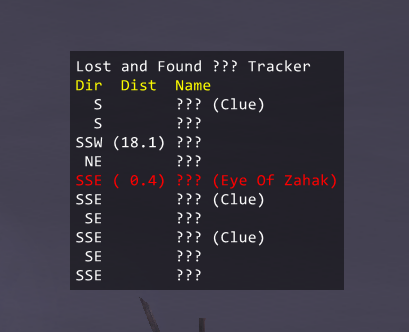 Lost and Found ??? Tracker
Dir Dist Name
S ??? (Clue)
S ???
SSW (18.1) ???
NE ???
SSE ( 0.4) ??? (Eye Of Zahak)
SSE ??? (Clue)
SE ???
SSE ??? (Clue)
SE ???
SSE ???